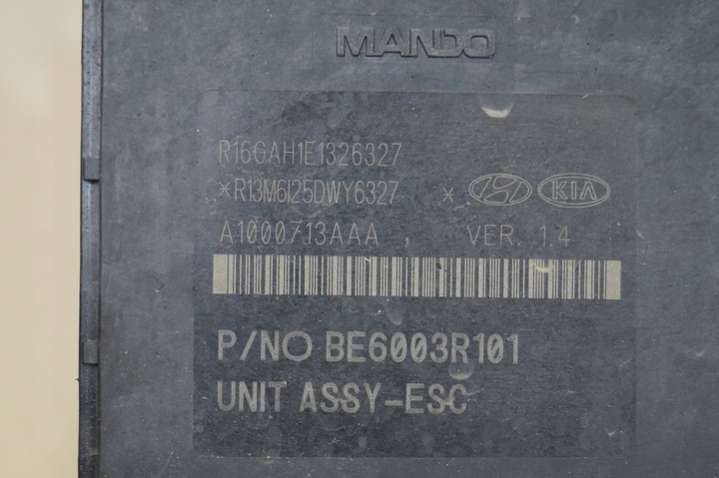 MANDO
R16GAH1E1326327
*R13M6I25DWY6327 *
KIA
A1000713AAA , VER. 1.4
P/NO BE6003R101
UNIT ASSY-ESC